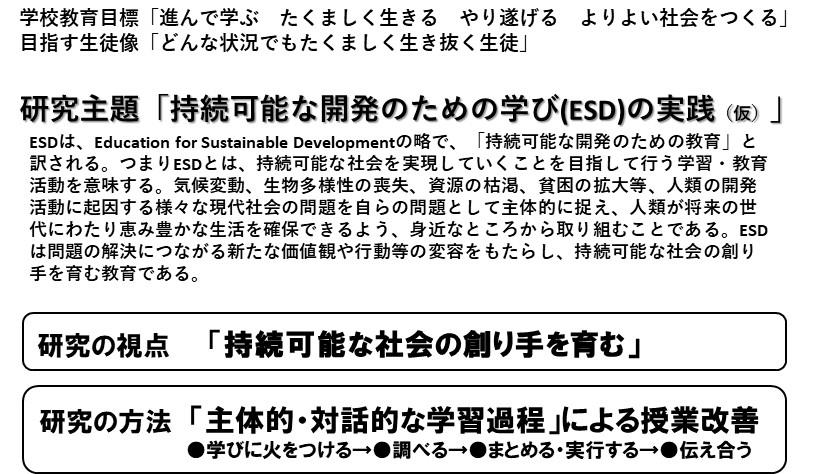 学校教育目標「進んで学ぶ　たくましく生きる　やり遂げる　よりよい社会をつくる」
目指す生徒像「どんな状況でもたくましく生き抜く生徒」
研究主題「持続可能な開発のための学び(ESD)の実践（仮）」
ESDは、Education for Sustainable Developmentの略で、「持続可能な開発のための教育」と
訳される。つまりESDとは、持続可能な社会を実現していくことを目指して行う学習・教育
活動を意味する。気候変動、生物多様性の喪失、資源の枯渇、貧困の拡大等、人類の開発
活動に起因する様々な現代社会の問題を自らの問題として主体的に捉え、人類が将来の世
代にわたり恵み豊かな生活を確保できるよう、身近なところから取り組むことである。ESD
は問題の解決につながる新たな価値観や行動等の変容をもたらし、持続可能な社会の創り
手を育む教育である。
研究の視点　「持続可能な社会の創り手を育む」
研究の方法「主体的・対話的な学習過程」による授業改善
●学びに火をつける→●調べる→●まとめる・実行する→●伝え合う